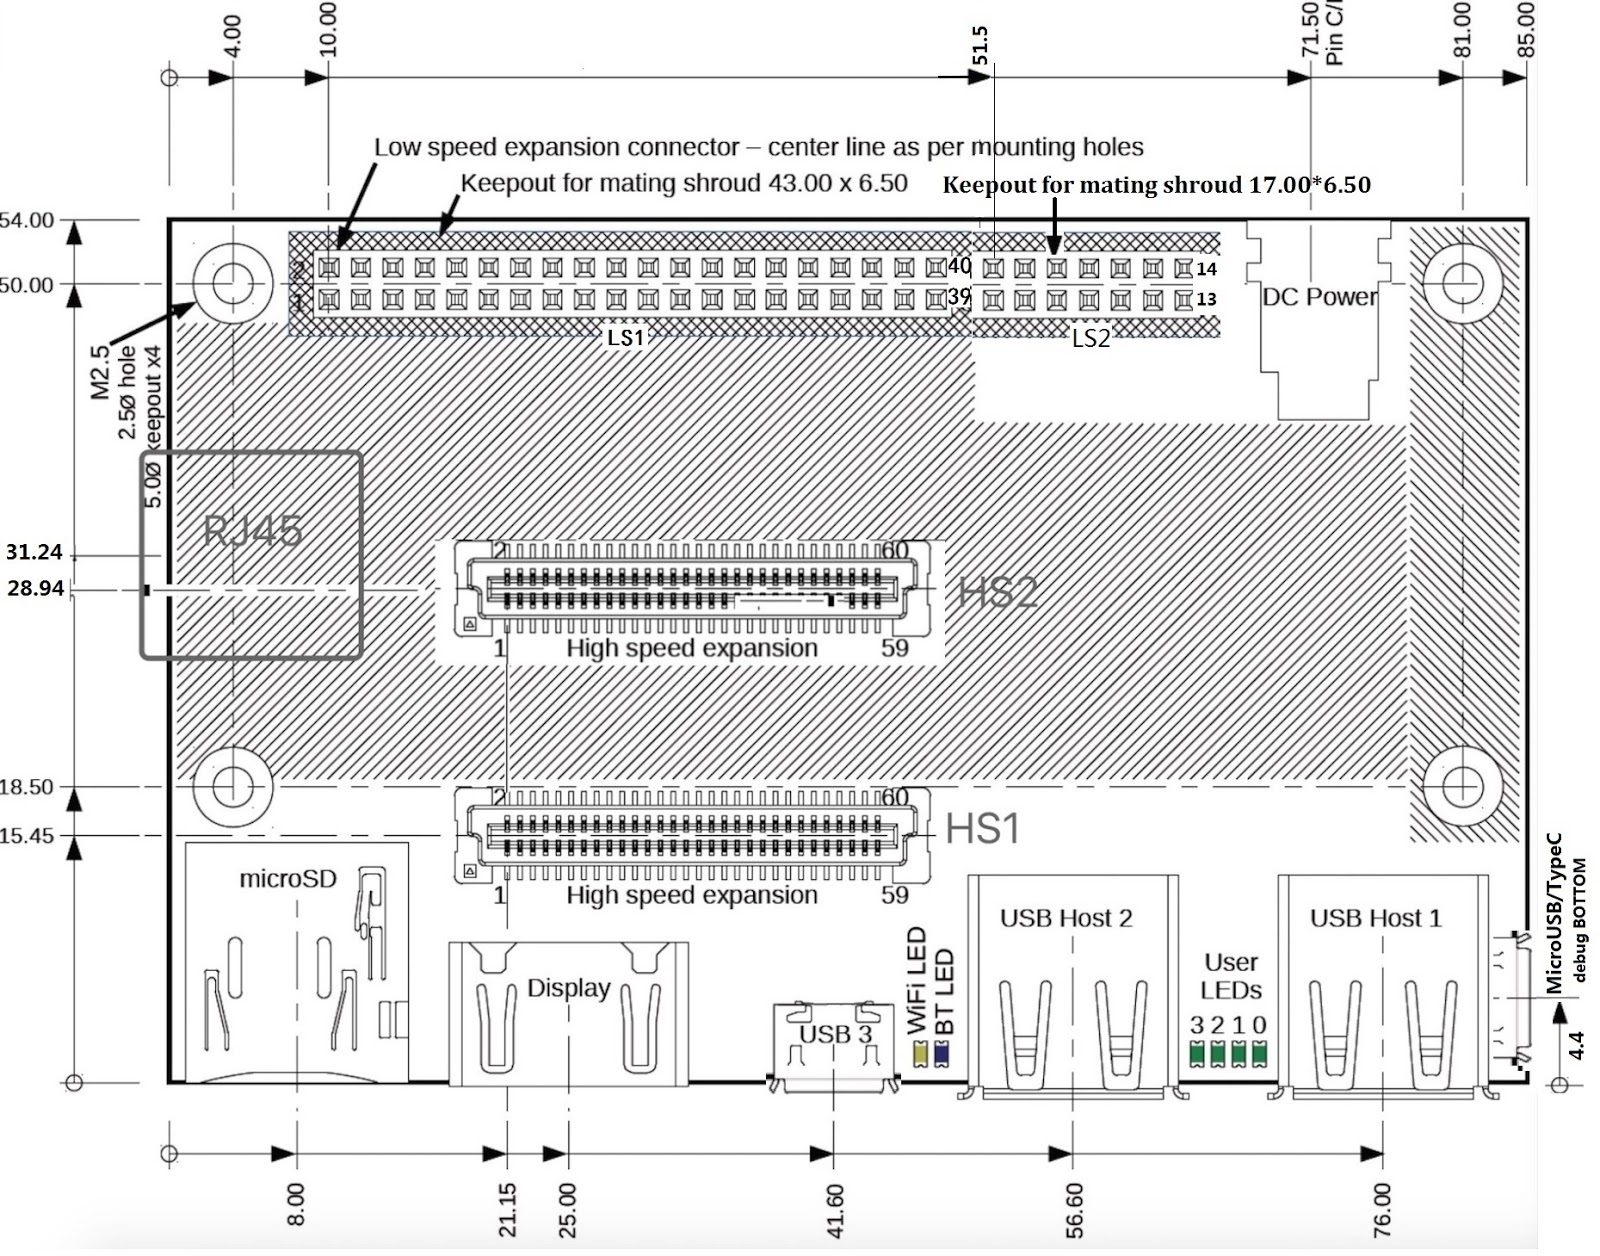 4.00
10.00
51.5
71.50
81.00
85.00
Low speed expansion connector – center line as per mounting holes
Keepout for mating shroud 43.00 x 6.50
Keepout for mating shroud 17.00*6.50
54.00
50.00
2
40
14
1
39
13
LS1
LS2
DC Power
M2.5
2.5Ø hole
5.0Ø keepout x4
RJ45
31.24
28.94
2
60
HS2
1
High speed expansion
59
18.50
15.45
2
60
HS1
1
High speed expansion
59
microSD
Display
USB 3
WiFi LED
BT LED
USB Host 2
User
LEDs
3 2 1 0
USB Host 1
MicroUSB/TypeC
debug BOTTOM
4.4
8.00
21.15
25.00
41.60
56.60
76.00